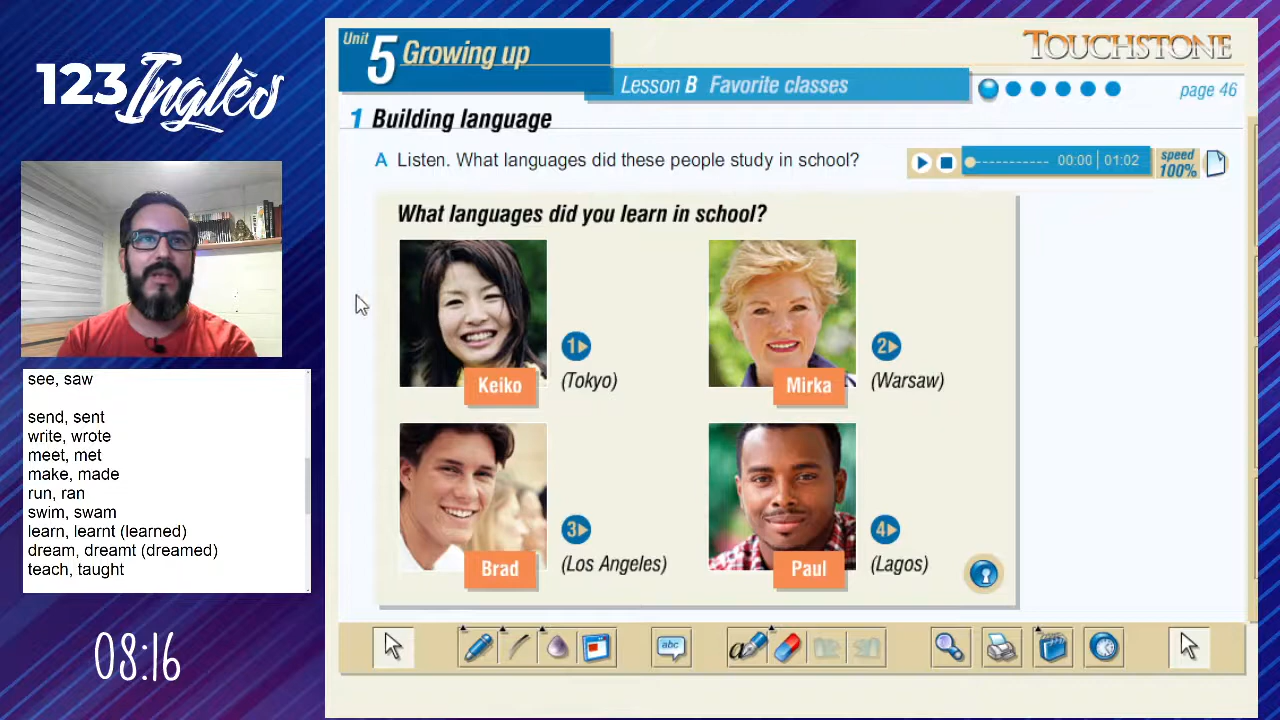 123 Inglès
see, saw
send, sent
write, wrote
meet, met
make, made
run, ran
swim, swam
learn, learnt (learned)
dream, dreamt (dreamed)
teach, taught
08:16
Unit 5 Growing up
TOUCHSTONE
Lesson B Favorite classes
page 46
1 Building language
A Listen. What languages did these people study in school?
00:00 | 01:02
speed 100%
What languages did you learn in school?
Keiko
1
(Tokyo)
Mirka
2
(Warsaw)
Brad
3
(Los Angeles)
Paul
4
(Lagos)
abc
a